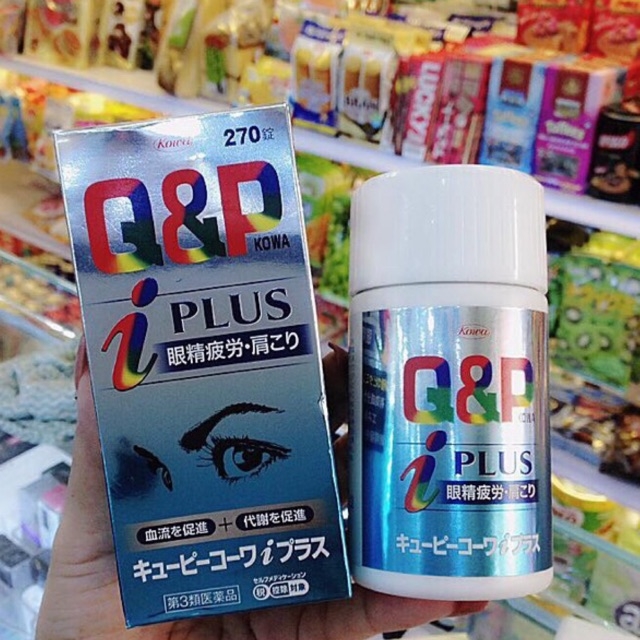 Kowa
270錠
Q&P
KOWA
i PLUS
眼精疲労・肩こり
血流を促進 + 代謝を促進
キューピーコーワiプラス
第3類医薬品
セルフメディケーション
税 控除 対象
Kowa
Q&P
KOWA
i PLUS
眼精疲労・肩こり
キューピーコーワiプラス
LUCKY